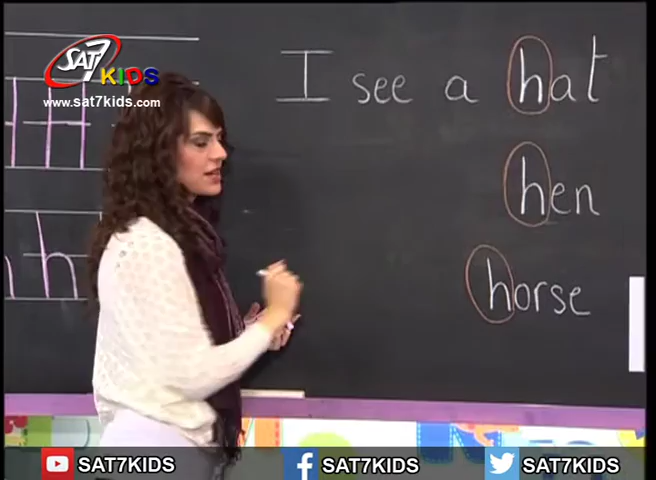 SAT7
KIDS
www.sat7kids.com
I see a hat
hen
horse
H H
h h
SAT7KIDS
SAT7KIDS
SAT7KIDS